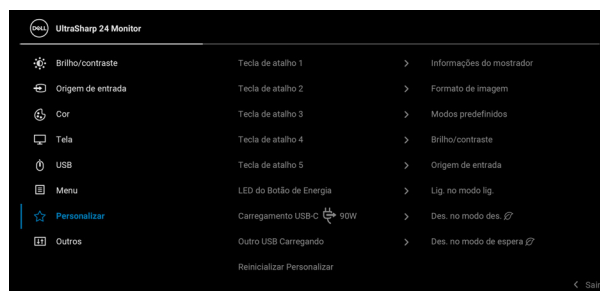 DELL UltraSharp 24 Monitor
Brilho/contraste Tecla de atalho 1 Informações do mostrador
Origem de entrada Tecla de atalho 2 Formato de imagem
Cor Tecla de atalho 3 Modos predefinidos
Tela Tecla de atalho 4 Brilho/contraste
USB Tecla de atalho 5 Origem de entrada
Menu LED do Botão de Energia Lig. no modo lig.
Personalizar Carregamento USB-C 90W Des. no modo des.
Outros Outro USB Carregando Des. no modo de espera
Reinicializar Personalizar
Sair